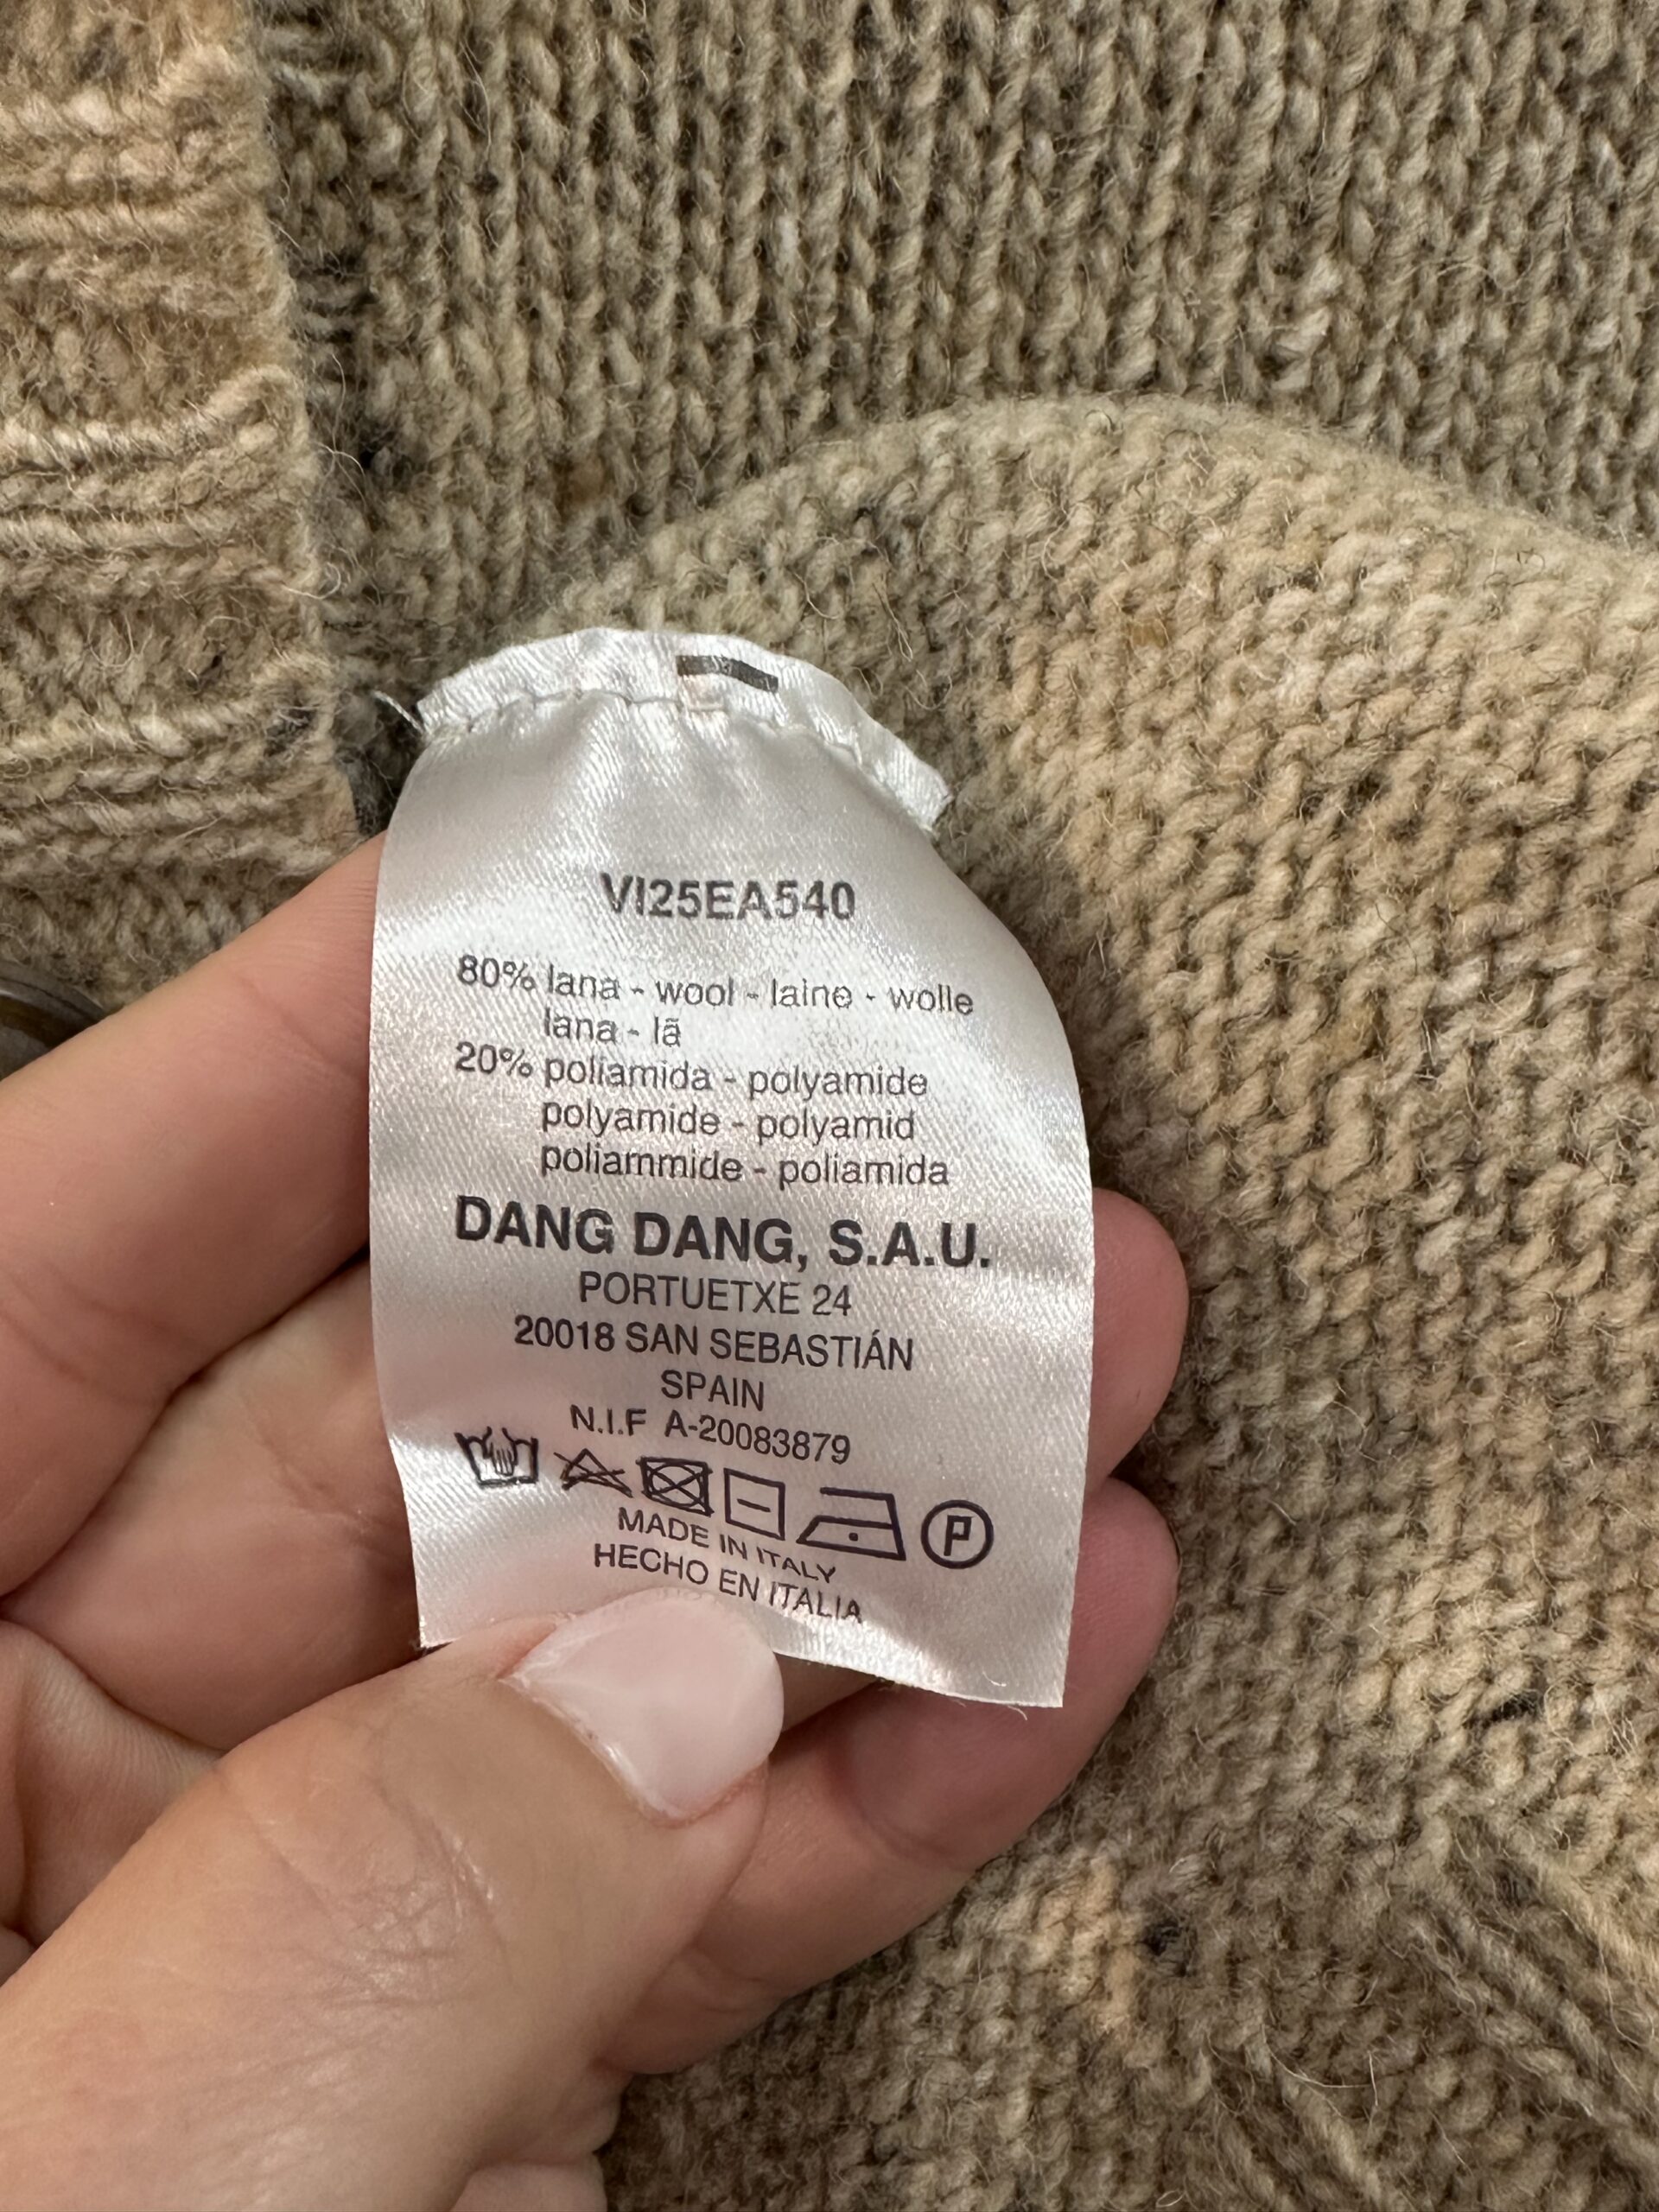 VI25EA540
80% lana - wool - laine - wolle
lana - lã
20% poliamida - polyamide
polyamide - polyamid
poliammide - poliamida
DANG DANG, S.A.U.
PORTUETXE 24
20018 SAN SEBASTIÁN
SPAIN
N.I.F A-20083879
P
MADE IN ITALY
HECHO EN ITALIA